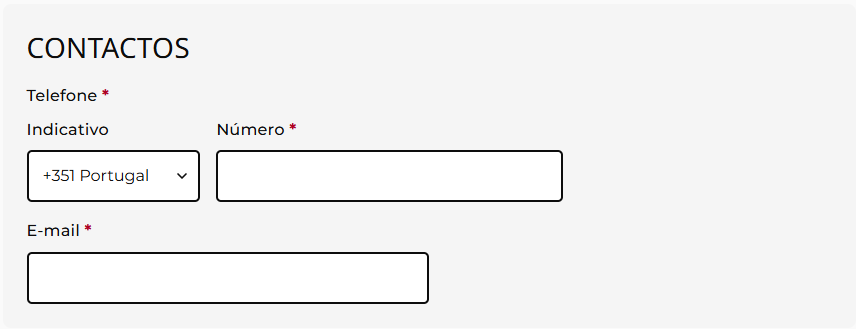 CONTACTOS
Telefone *
Indicativo
Número *
+351 Portugal
E-mail *